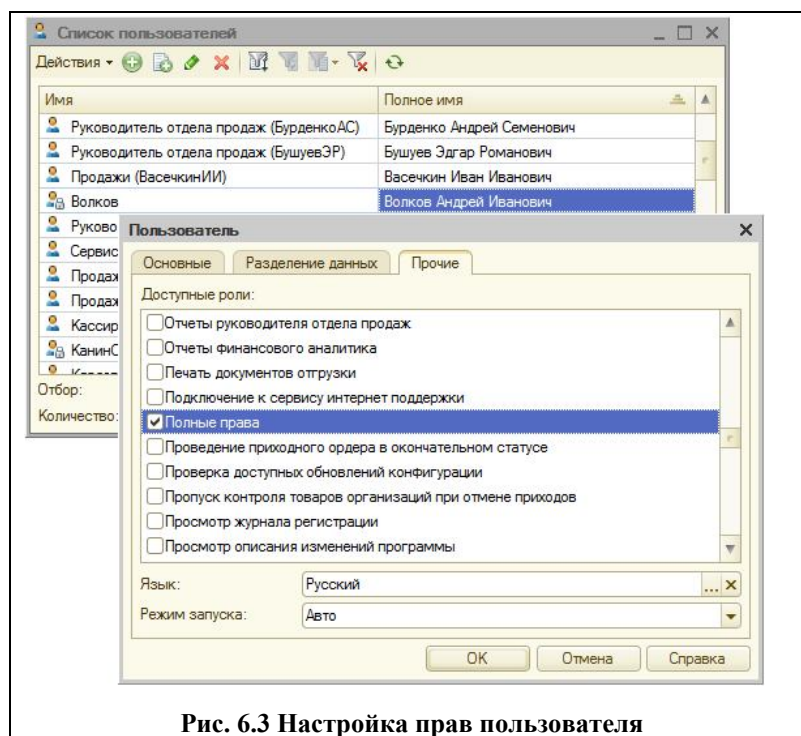 Список пользователей
Действия
Имя Полное имя
Руководитель отдела продаж (БурденкоАС) Бурденко Андрей Семенович
Руководитель отдела продаж (БушуевЭР) Бушуев Эдгар Романович
Продажи (ВасечкинИИ) Васечкин Иван Иванович
Волков Волков Андрей Иванович
Руково
Сервис
Продаж
Продаж
Кассир
КанинС
Отбор:
Количество:
Пользователь
Основные Разделение данных Прочие
Доступные роли:
Отчеты руководителя отдела продаж
Отчеты финансового аналитика
Печать документов отгрузки
Подключение к сервису интернет поддержки
Полные права
Проведение приходного ордера в окончательном статусе
Проверка доступных обновлений конфигурации
Пропуск контроля товаров организаций при отмене приходов
Просмотр журнала регистрации
Просмотр описания изменений программы
Язык: Русский ...
Режим запуска: Авто
ОК Отмена Справка
Рис. 6.3 Настройка прав пользователя